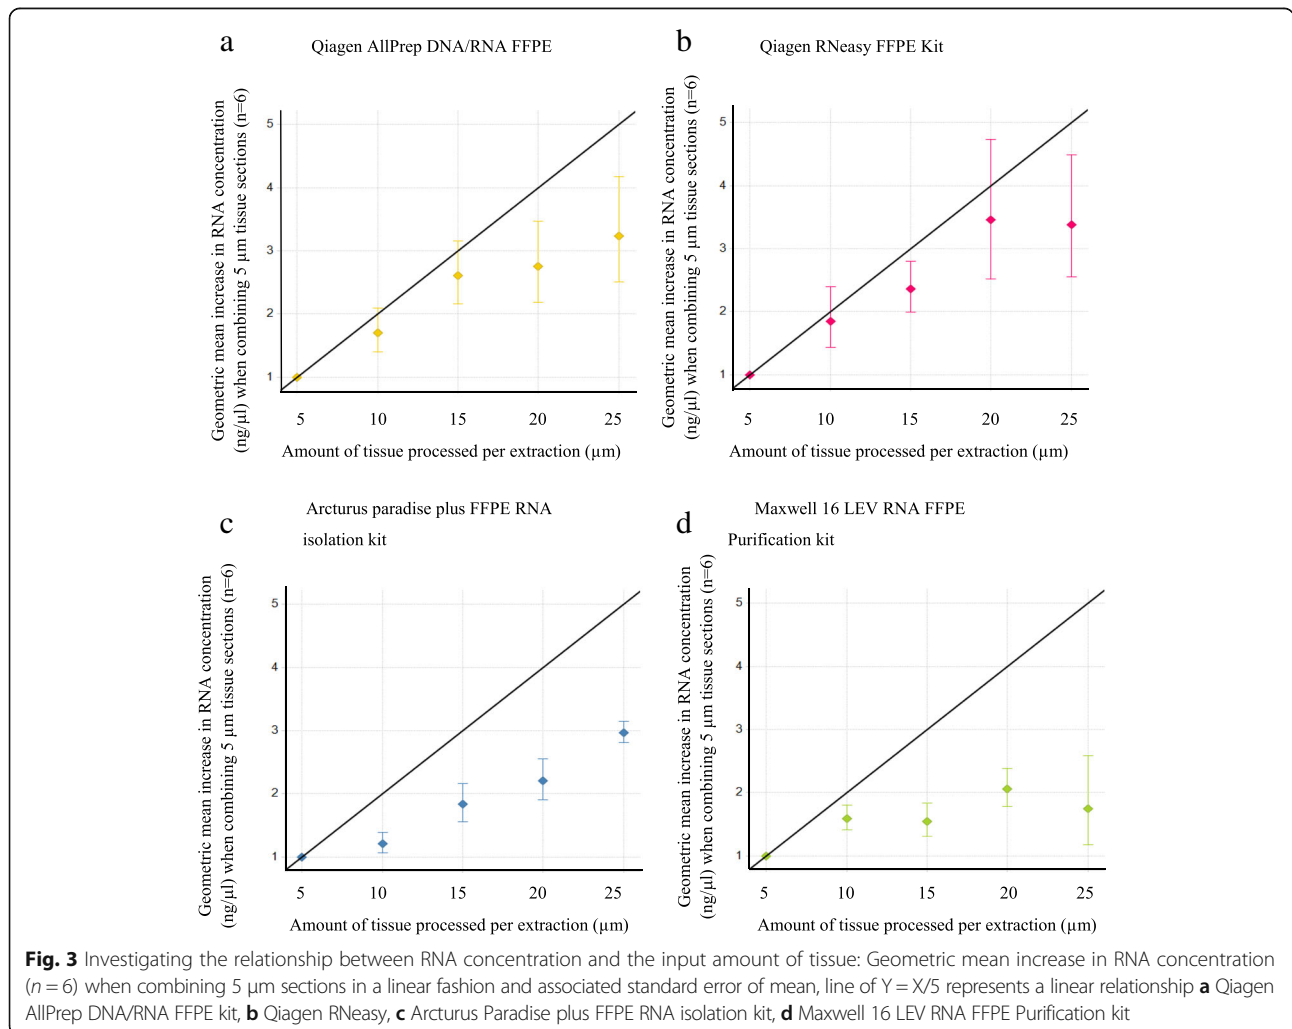 a
Qiagen AllPrep DNA/RNA FFPE
Geometric mean increase in RNA concentration
(ng/µl) when combining 5 µm tissue sections (n=6)
5
4
3
2
1
5 10 15 20 25
Amount of tissue processed per extraction (µm)
b
Qiagen RNeasy FFPE Kit
Geometric mean increase in RNA concentration
(ng/µl) when combining 5 µm tissue sections (n=6)
5
4
3
2
1
5 10 15 20 25
Amount of tissue processed per extraction (µm)
c
Arcturus paradise plus FFPE RNA
isolation kit
Geometric mean increase in RNA concentration
(ng/µl) when combining 5 µm tissue sections (n=6)
5
4
3
2
1
5 10 15 20 25
Amount of tissue processed per extraction (µm)
d
Maxwell 16 LEV RNA FFPE
Purification kit
Geometric mean increase in RNA concentration
(ng/µl) when combining 5 µm tissue sections (n=6)
5
4
3
2
1
5 10 15 20 25
Amount of tissue processed per extraction (µm)
Fig. 3 Investigating the relationship between RNA concentration and the input amount of tissue: Geometric mean increase in RNA concentration
(n = 6) when combining 5 µm sections in a linear fashion and associated standard error of mean, line of Y = X/5 represents a linear relationship a Qiagen
AllPrep DNA/RNA FFPE kit, b Qiagen RNeasy, c Arcturus Paradise plus FFPE RNA isolation kit, d Maxwell 16 LEV RNA FFPE Purification kit